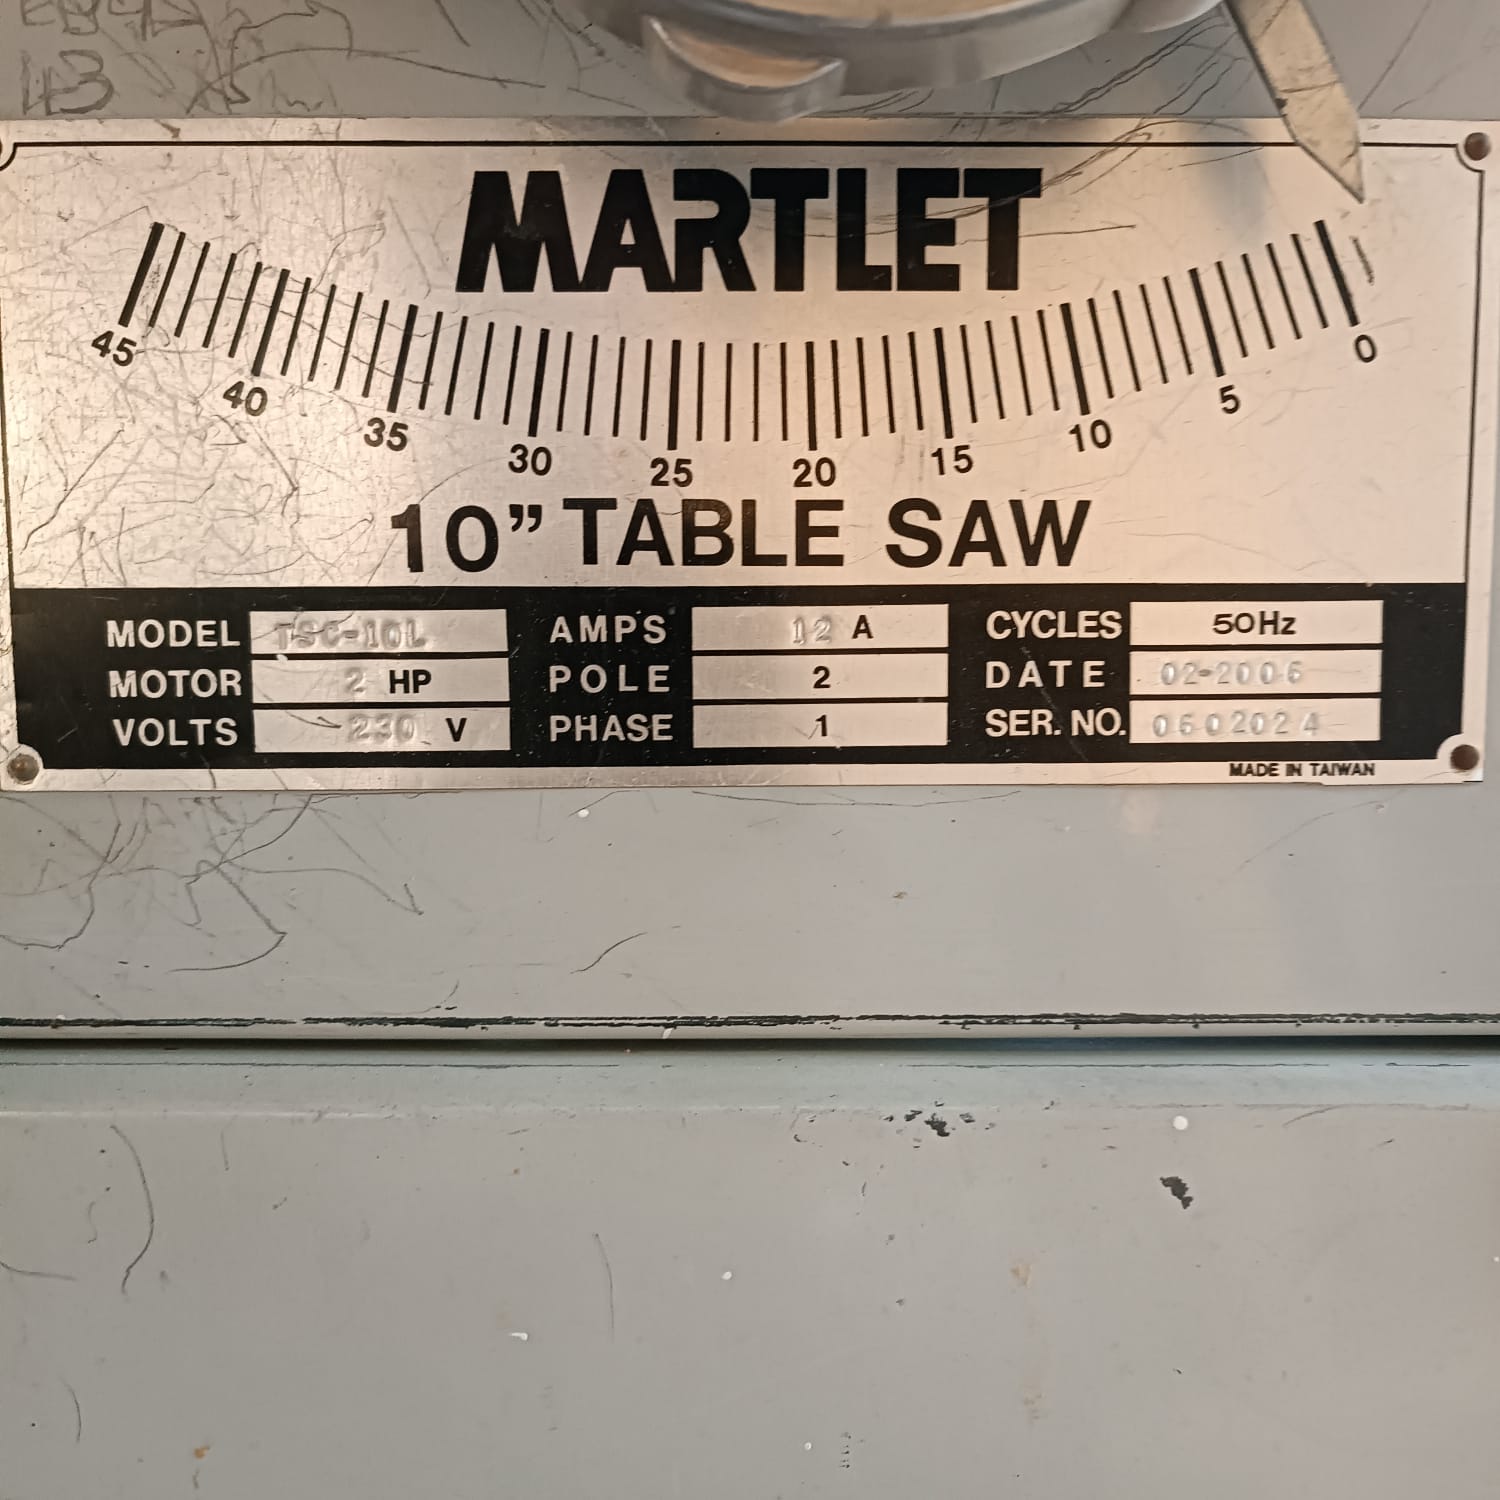 43
MARTLET
45 40 35 30 25 20 15 10 5 0
10” TABLE SAW
MODEL TSC-10L AMPS 12 A CYCLES 50Hz
MOTOR 2 HP POLE 2 DATE 02-2006
VOLTS 230 V PHASE 1 SER. NO. 0602024
MADE IN TAIWAN